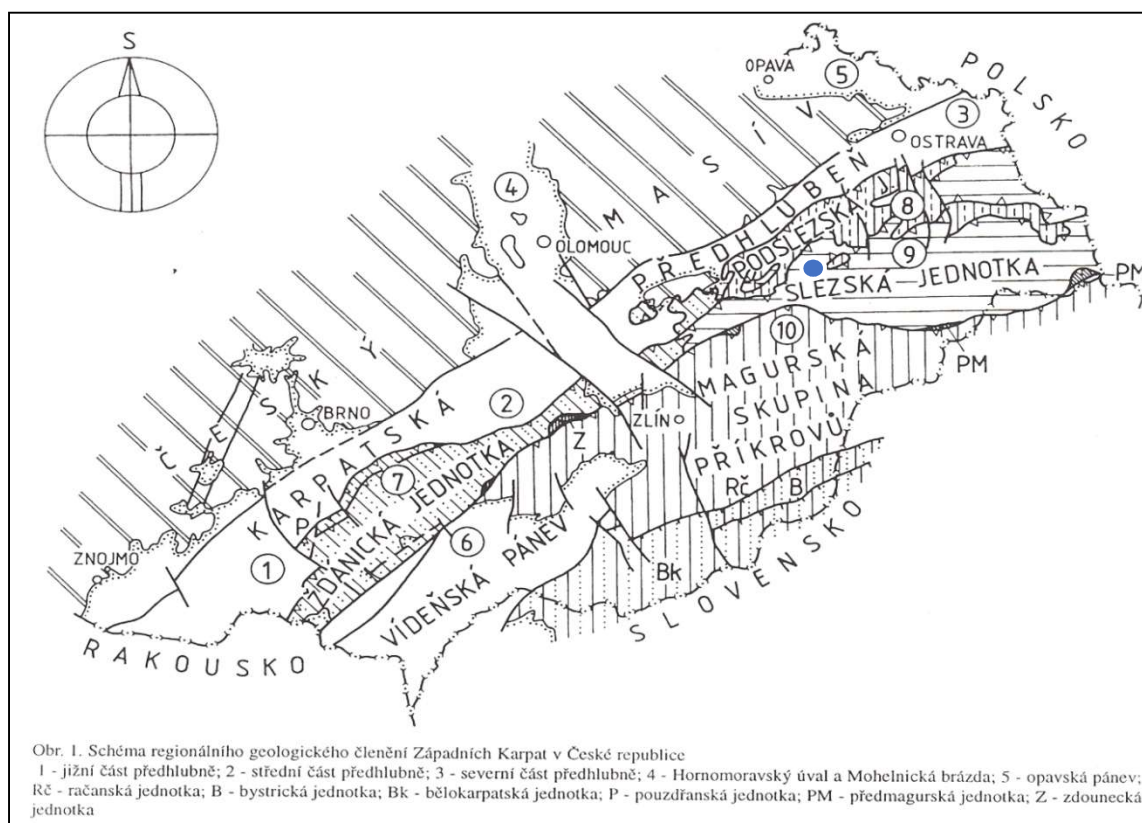 S
POLSKO
OPAVA
5
3
OSTRAVA
ČESKÝ MASÍV
4
OLOMOUC
KARPATSKÁ PŘEDHLUBEŇ
PODSLEZSKÁ J.
8
9
SLEZSKÁ JEDNOTKA
PM
PM
10
MAGURSKÁ
SKUPINA
PŘÍKROVŮ
2
BRNO
ZLÍN
Z
7
ŽDÁNICKÁ JEDNOTKA
Rč
B
P
6
ZNOJMO
1
VÍDEŇSKÁ PÁNEV
Bk
SLOVENSKO
RAKOUSKO
Obr. 1. Schéma regionálního geologického členění Západních Karpat v České republice
1 - jižní část předhlubně; 2 - střední část předhlubně; 3 - severní část předhlubně; 4 - Hornomoravský úval a Mohelnická brázda; 5 - opavská pánev;
Rč - račanská jednotka; B - bystrická jednotka; Bk - bělokarpatská jednotka; P - pouzdřanská jednotka; PM - předmagurská jednotka; Z - zdounecká
jednotka